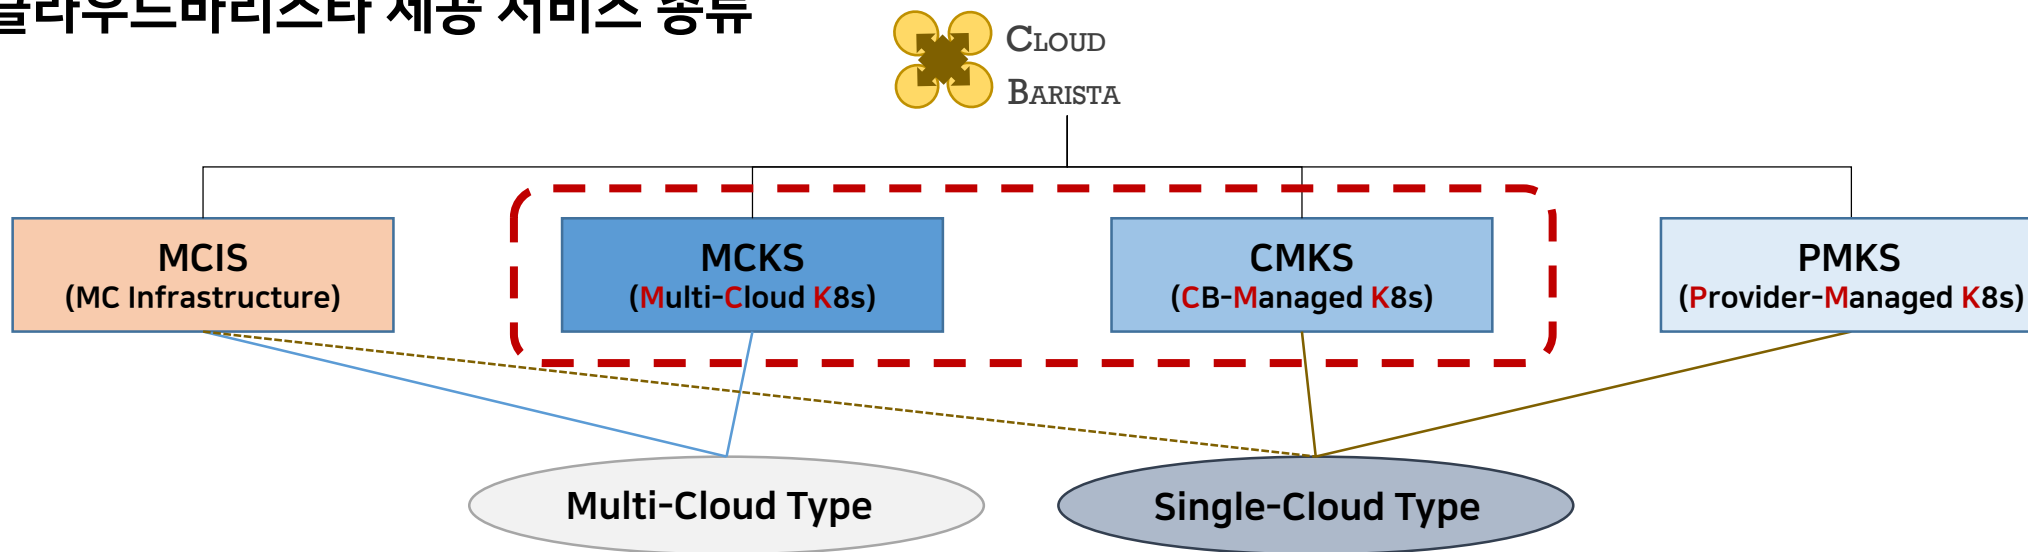 클라우드바리스타 제공 서비스 종류
CLOUD
BARISTA
MCIS
(MC Infrastructure)
MCKS
(Multi-Cloud K8s)
CMKS
(CB-Managed K8s)
PMKS
(Provider-Managed K8s)
Multi-Cloud Type
Single-Cloud Type